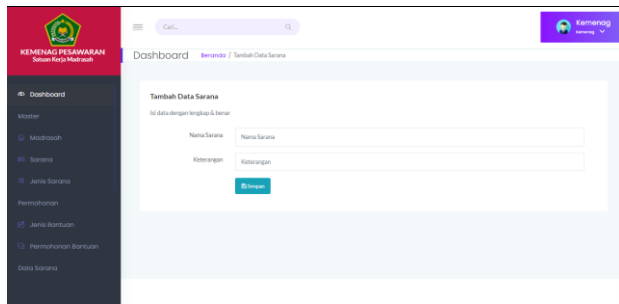 KEMENAG PESAWARAN
Satuan Kerja Madrasah
Dashboard
Master
Madrasah
Sarana
Jenis Sarana
Permohonan
Jenis Bantuan
Permohonan Bantuan
Data Sarana
Cari...
Kemenag
Kemenag
Dashboard Beranda / Tambah Data Sarana
Tambah Data Sarana
Isi data dengan lengkap & benar
Nama Sarana Nama Sarana
Keterangan Keterangan
Simpan